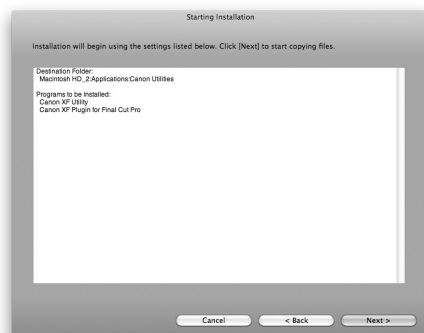 Starting Installation
Installation will begin using the settings listed below. Click [Next] to start copying files.
Destination Folder:
Macintosh HD_2:Applications:Canon Utilities
Programs to be Installed:
Canon XF Utility
Canon XF Plugin for Final Cut Pro
Cancel
< Back
Next >